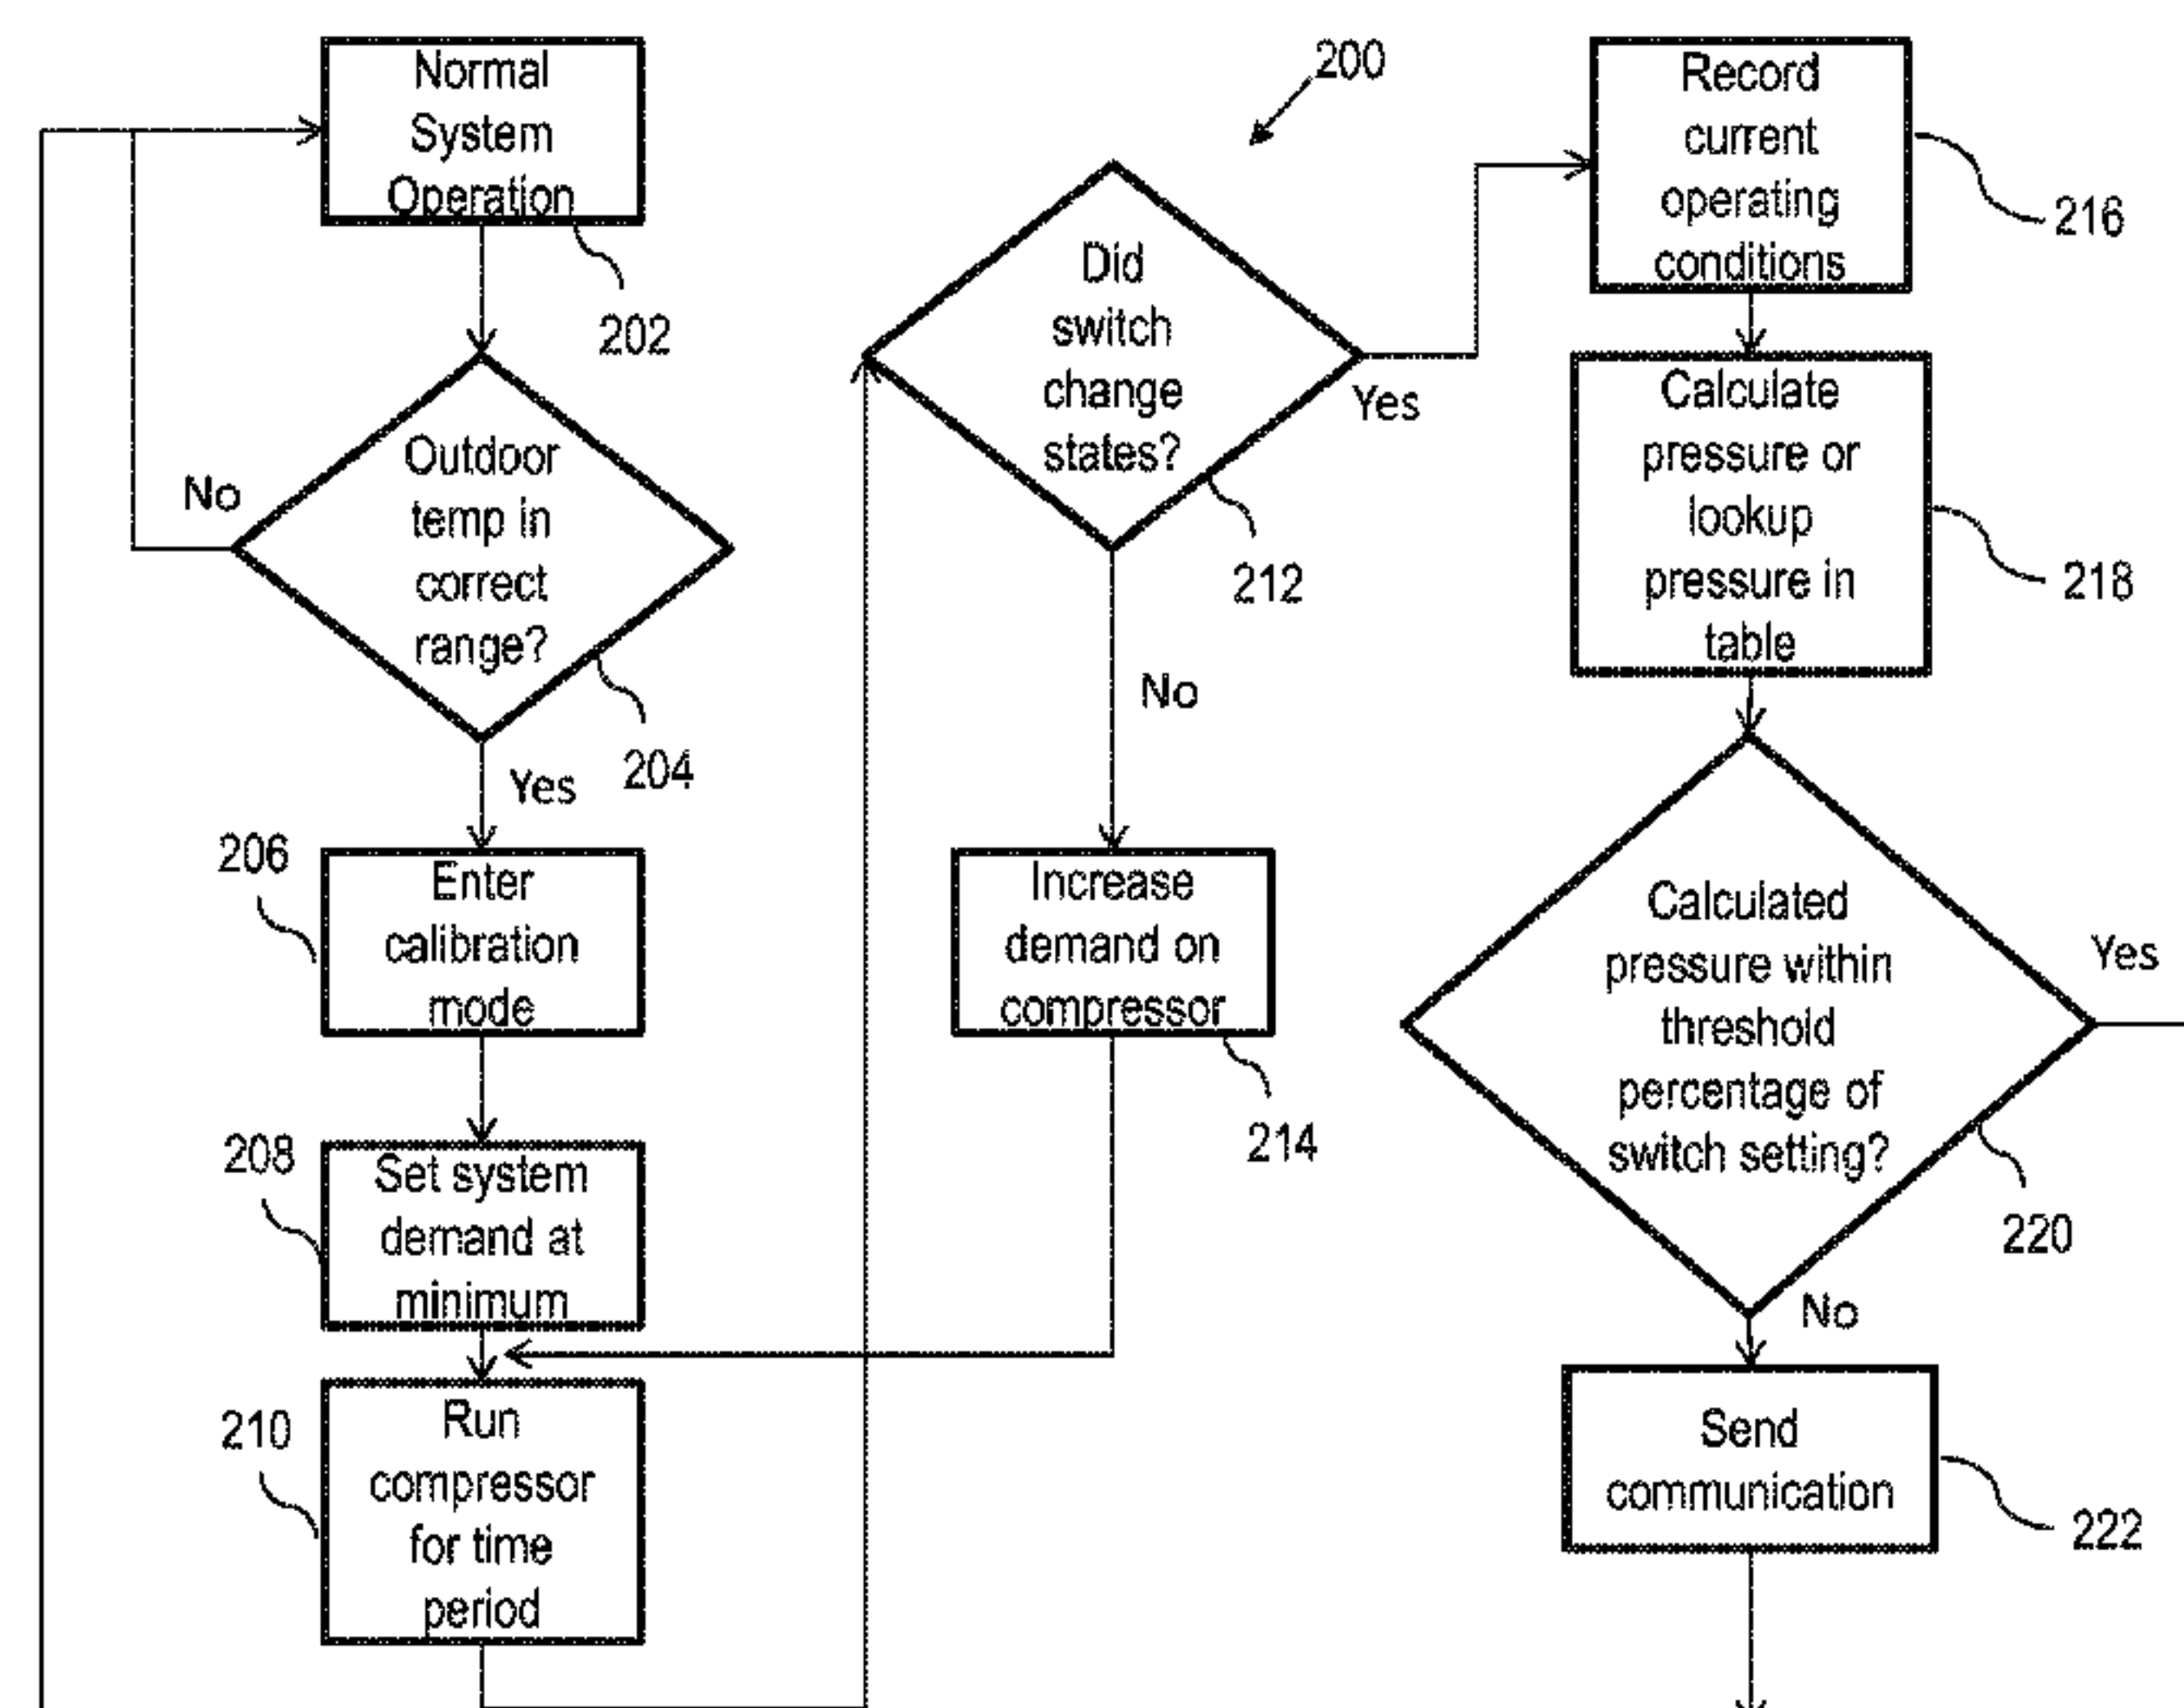 Normal
System
Operation
202
Outdoor
temp in
correct
range?
No
204
Yes
206
Enter
calibration
mode
208
Set system
demand at
minimum
210
Run
compressor
for time
period
200
Did
switch
change
states?
Yes
212
No
Increase
demand on
compressor
214
Record
current
operating
conditions
216
Calculate
pressure or
lookup
pressure in
table
218
Calculated
pressure within
threshold
percentage of
switch setting?
Yes
220
No
Send
communication
222